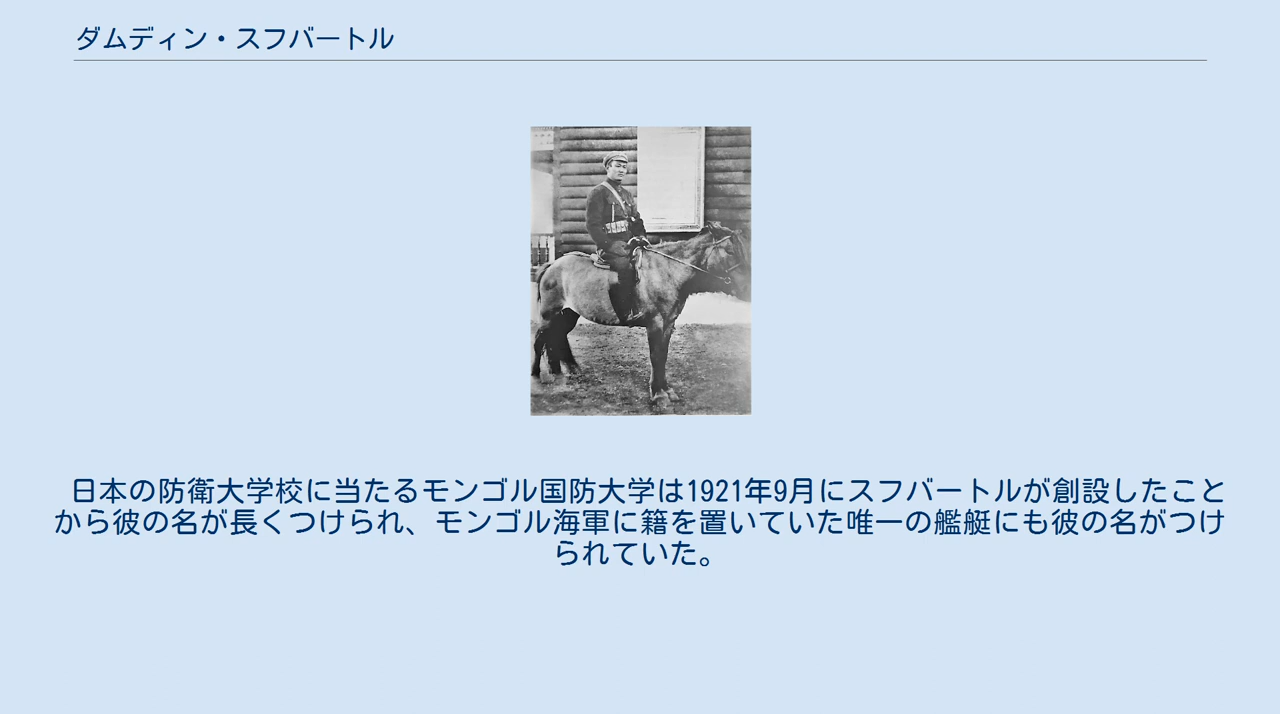 ダムディン・スフバートル
日本の防衛大学校に当たるモンゴル国防大学は1921年9月にスフバートルが創設したこと
から彼の名が長くつけられ、モンゴル海軍に籍を置いていた唯一の艦艇にも彼の名がつけ
られていた。